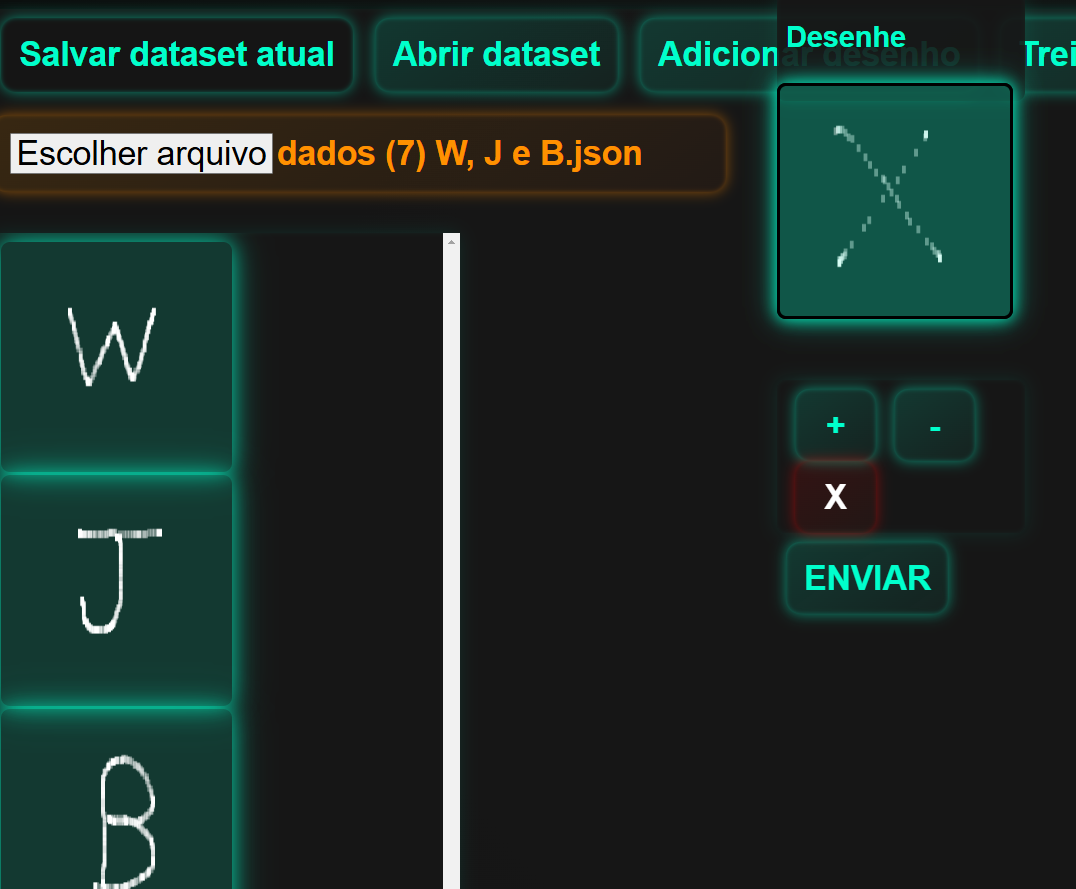 Salvar dataset atual
Abrir dataset
Adicionar desenho
Trei
Desenhe
Escolher arquivo dados (7) W, J e B.json
X
W
J
B
+
-
X
ENVIAR